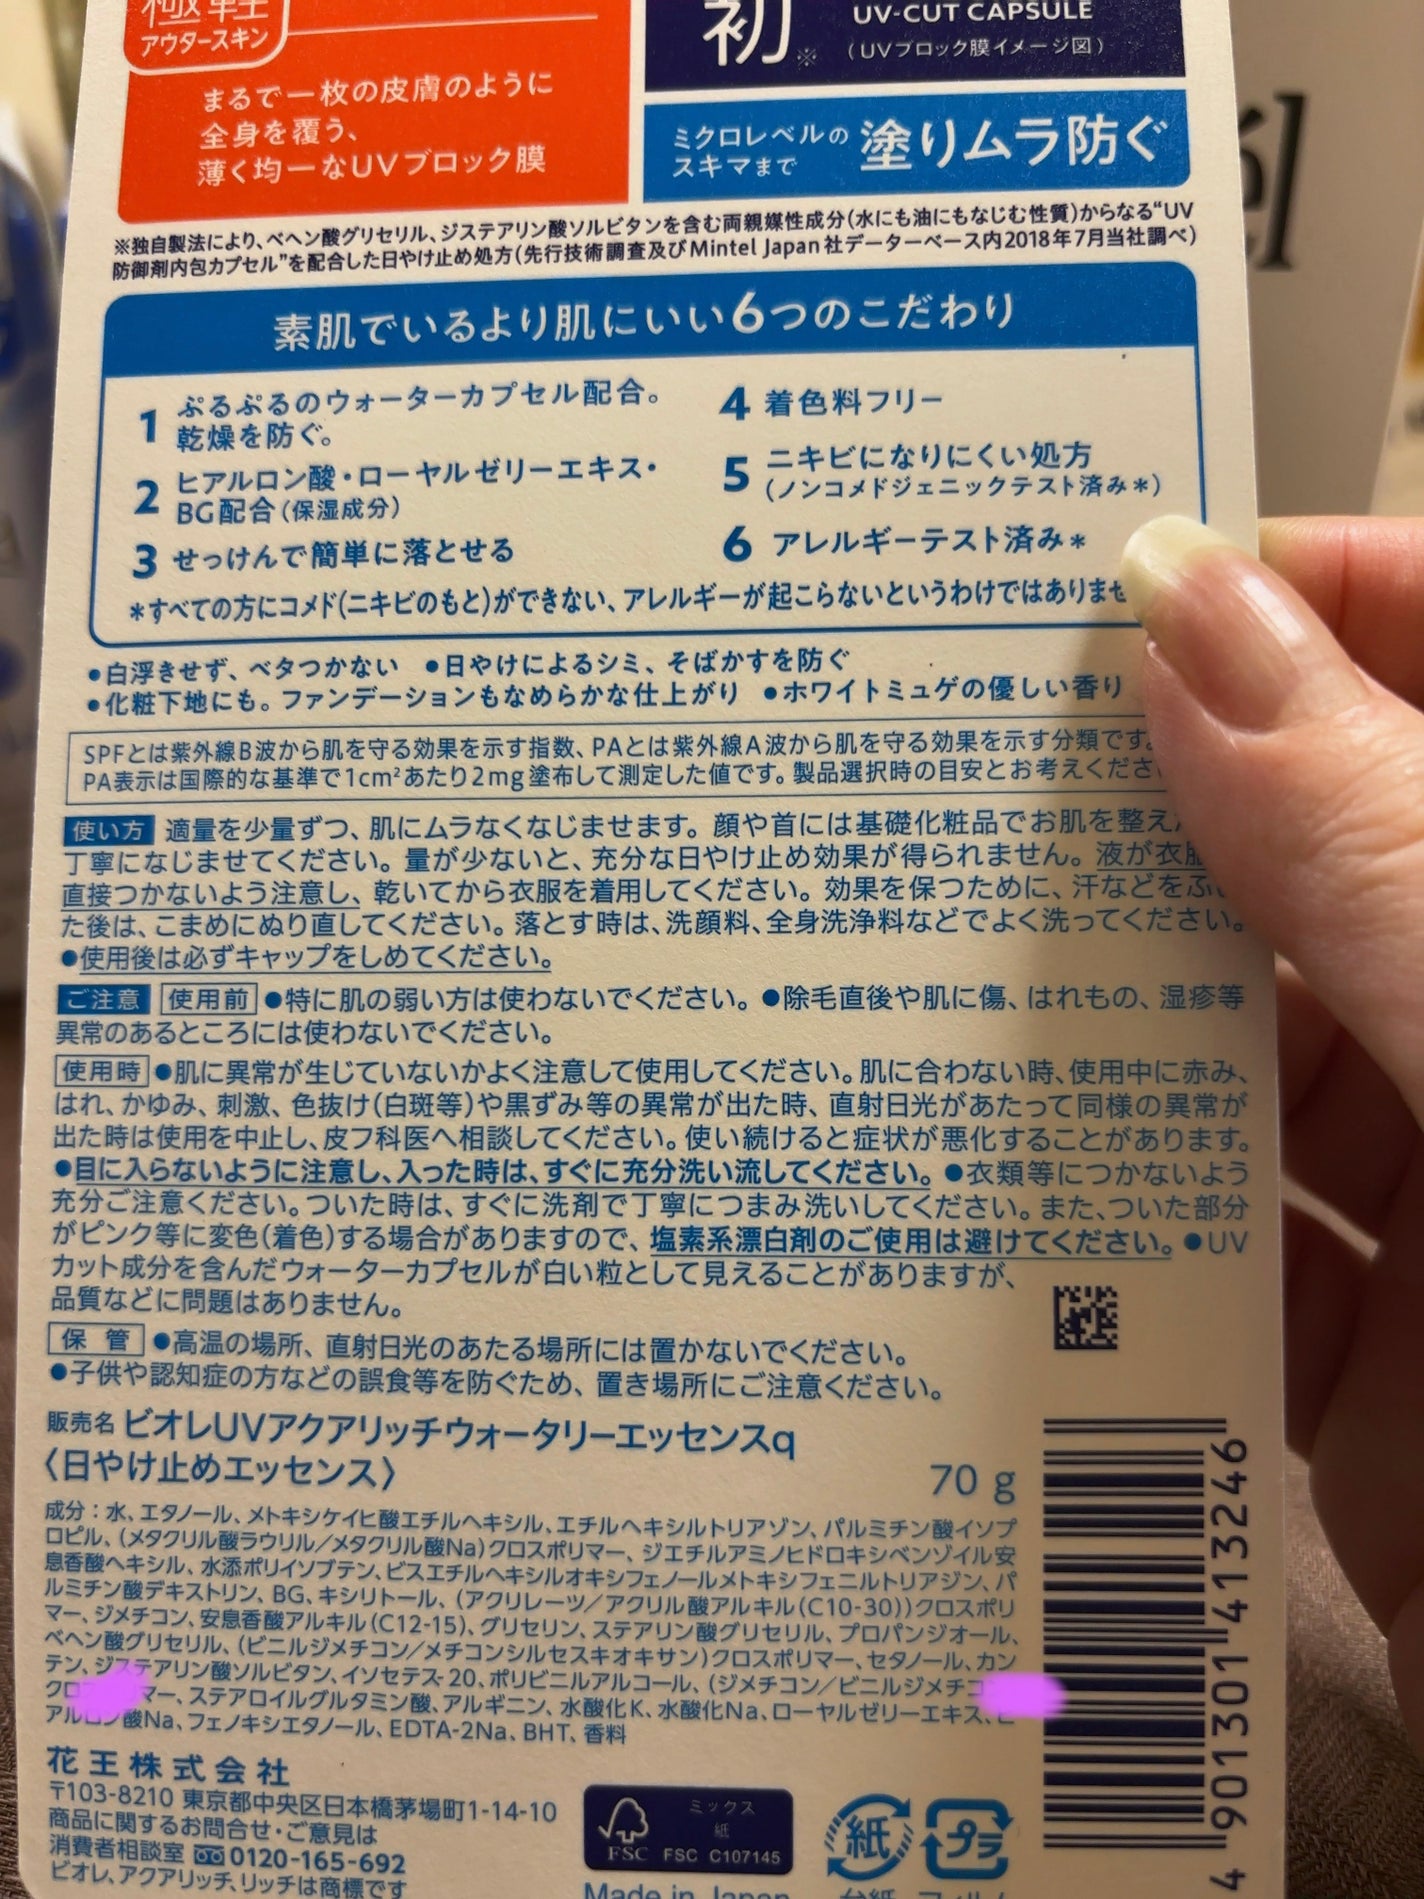 極軽
アウタースキン
まるで一枚の皮膚のように
全身を覆う、
薄く均一なUVブロック膜
初※
UV-CUT CAPSULE
(UVブロック膜イメージ図)
ミクロレベルの
スキマまで
塗りムラ防ぐ
※独自製法により、ベヘン酸グリセリル、ジステアリン酸ソルビタンを含む両親媒性成分(水にも油にもなじむ性質)からなる“UV
防御剤内包カプセル”を配合した日やけ止め処方(先行技術調査及びMintel Japan社データーベース内2018年7月当社調べ)
素肌でいるより肌にいい6つのこだわり
1 ぷるぷるのウォーターカプセル配合。
乾燥を防ぐ。
2 ヒアルロン酸・ローヤルゼリーエキス・
BG配合(保湿成分)
3 せっけんで簡単に落とせる
4 着色料フリー
5 ニキビになりにくい処方
(ノンコメドジェニックテスト済み*)
6 アレルギーテスト済み*
*すべての方にコメド(ニキビのもと)ができない、アレルギーが起こらないというわけではありませ
●白浮きせず、ベタつかない ●日やけによるシミ、そばかすを防ぐ
●化粧下地にも。ファンデーションもなめらかな仕上がり ●ホワイトミュゲの優しい香り
SPFとは紫外線B波から肌を守る効果を示す指数、PAとは紫外線A波から肌を守る効果を示す分類です。
PA表示は国際的な基準で1cm²あたり2mg塗布して測定した値です。製品選択時の目安とお考えくださ
使い方 適量を少量ずつ、肌にムラなくなじませます。顔や首には基礎化粧品でお肌を整え
丁寧になじませてください。量が少ないと、充分な日やけ止め効果が得られません。液が衣服
直接つかないよう注意し、乾いてから衣服を着用してください。効果を保つために、汗などをふ
た後は、こまめにぬり直してください。落とす時は、洗顔料、全身洗浄料などでよく洗ってください。
●使用後は必ずキャップをしめてください。
ご注意 使用前 ●特に肌の弱い方は使わないでください。●除毛直後や肌に傷、はれもの、湿疹等
異常のあるところには使わないでください。
使用時 ●肌に異常が生じていないかよく注意して使用してください。肌に合わない時、使用中に赤み、
はれ、かゆみ、刺激、色抜け(白斑等)や黒ずみ等の異常が出た時、直射日光があたって同様の異常が
出た時は使用を中止し、皮フ科医へ相談してください。使い続けると症状が悪化することがあります。
●目に入らないように注意し、入った時は、すぐに充分洗い流してください。●衣類等につかないよう
充分ご注意ください。ついた時は、すぐに洗剤で丁寧につまみ洗いしてください。また、ついた部分
がピンク等に変色(着色)する場合がありますので、塩素系漂白剤のご使用は避けてください。●UV
カット成分を含んだウォーターカプセルが白い粒として見えることがありますが、
品質などに問題はありません。
保管 ●高温の場所、直射日光のあたる場所には置かないでください。
●子供や認知症の方などの誤食等を防ぐため、置き場所にご注意ください。
販売名 ビオレUVアクアリッチウォータリーエッセンスq
〈日やけ止めエッセンス〉
70 g
成分:水、エタノール、メトキシケイヒ酸エチルヘキシル、エチルヘキシルトリアゾン、パルミチン酸イソプ
ロピル、(メタクリル酸ラウリル/メタクリル酸Na)クロスポリマー、ジエチルアミノヒドロキシベンゾイル安
息香酸ヘキシル、水添ポリイソブテン、ビスエチルヘキシルオキシフェノールメトキシフェニルトリアジン、パ
ルミチン酸デキストリン、BG、キシリトール、(アクリレーツ/アクリル酸アルキル(C10-30))クロスポリ
マー、ジメチコン、安息香酸アルキル(C12-15)、グリセリン、ステアリン酸グリセリル、プロパンジオール、
ベヘン酸グリセリル、(ビニルジメチコン/メチコンシルセスキオキサン)クロスポリマー、セタノール、カン
テン、ジステアリン酸ソルビタン、イソセテス-20、ポリビニルアルコール、(ジメチコン/ビニルジメチコ
クロ マー、ステアロイルグルタミン酸、アルギニン、水酸化K、水酸化Na、ローヤルゼリーエキス、ヒ
アルロン酸Na、フェノキシエタノール、EDTA-2Na、BHT、香料
花王株式会社
〒103-8210 東京都中央区日本橋茅場町1-14-10
商品に関するお問合せ・ご意見は
消費者相談室 0120-165-692
ビオレ、アクアリッチ、リッチは商標です
ミックス
紙
FSC FSC C107145
Made in Japan
紙
プラ
台紙 フィルム
4 901301 413246
él